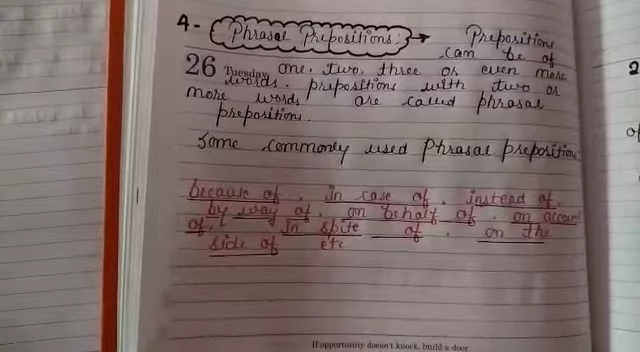 4- Phrasal Prepositions:→ Prepositions
can be of
26 Tuesday one, two, three or even more
words. prepositions with two or
more words are called phrasal
prepositions.
Some commonly used Phrasal preposition:
because of, In case of, instead of,
by way of, on behalf of, on account
of, In spite of, on the
side of etc
If opportunity doesn't knock, build a door.
2
of